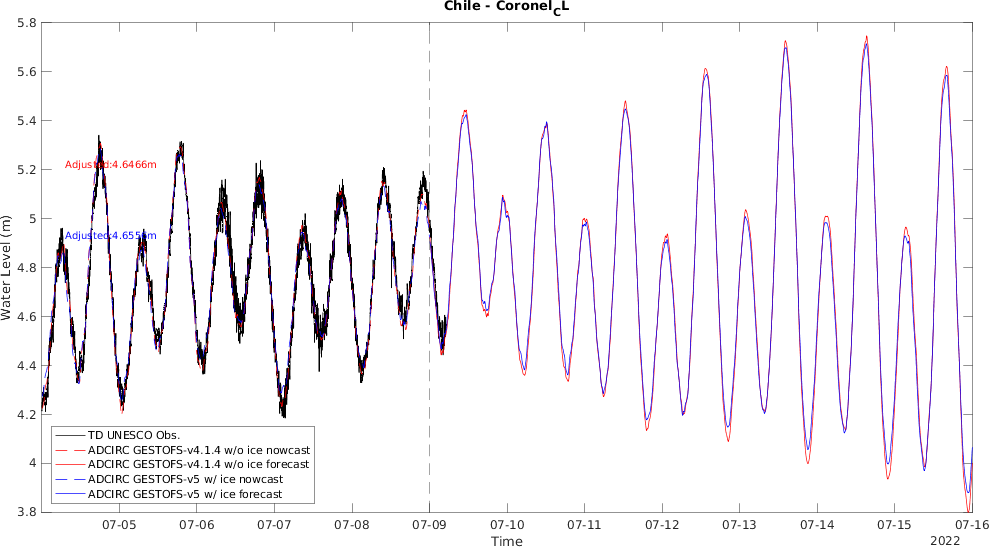 Chile - Coronel_CL
Water Level (m)
5.8
5.6
5.4
5.2
5
4.8
4.6
4.4
4.2
4
3.8
Adjusted:4.6466m
Adjusted:4.6556m
TD UNESCO Obs.
ADCIRC GESTOFS-v4.1.4 w/o ice nowcast
ADCIRC GESTOFS-v4.1.4 w/o ice forecast
ADCIRC GESTOFS-v5 w/ ice nowcast
ADCIRC GESTOFS-v5 w/ ice forecast
07-05 07-06 07-07 07-08 07-09 07-10 07-11 07-12 07-13 07-14 07-15 07-16
Time
2022